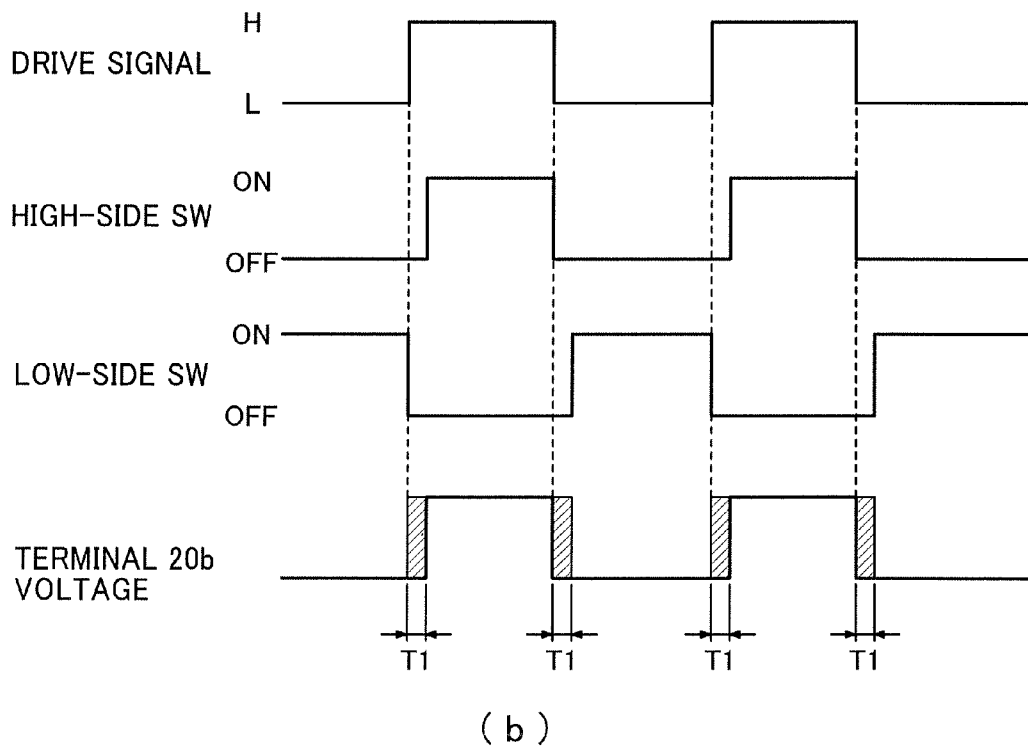 H
DRIVE SIGNAL
L
ON
HIGH-SIDE SW
OFF
ON
LOW-SIDE SW
OFF
TERMINAL 20b
VOLTAGE
T1 T1 T1 T1
( b )